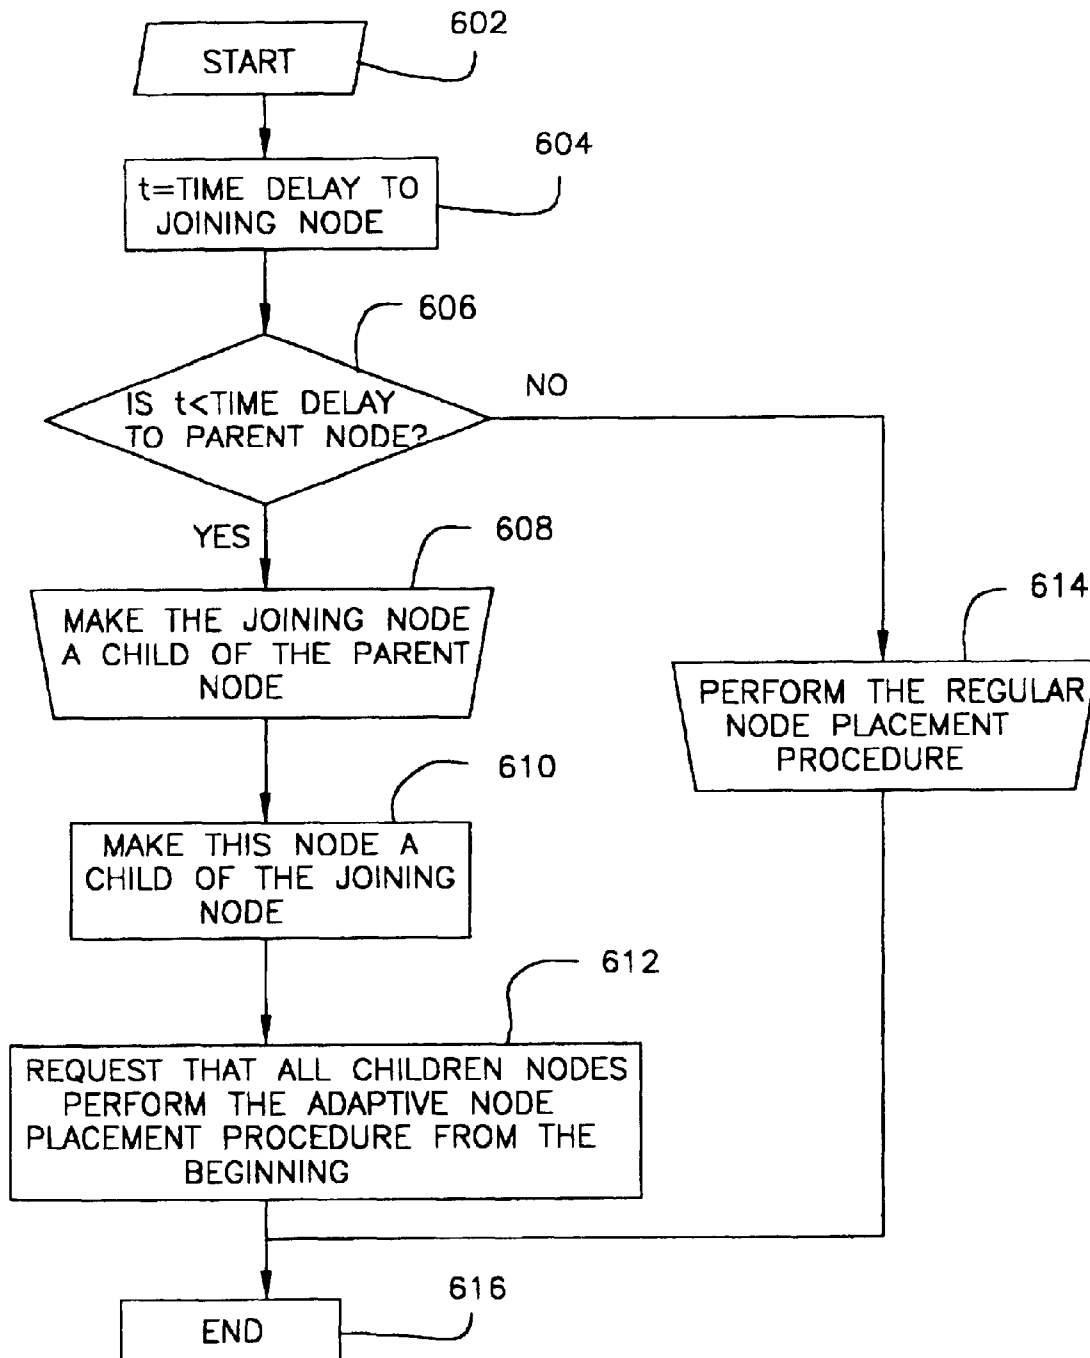 602
START
604
t=TIME DELAY TO
JOINING NODE
606
IS t<TIME DELAY
TO PARENT NODE?
NO
YES
608
MAKE THE JOINING NODE
A CHILD OF THE PARENT
NODE
614
PERFORM THE REGULAR
NODE PLACEMENT
PROCEDURE
610
MAKE THIS NODE A
CHILD OF THE JOINING
NODE
612
REQUEST THAT ALL CHILDREN NODES
PERFORM THE ADAPTIVE NODE
PLACEMENT PROCEDURE FROM THE
BEGINNING
616
END